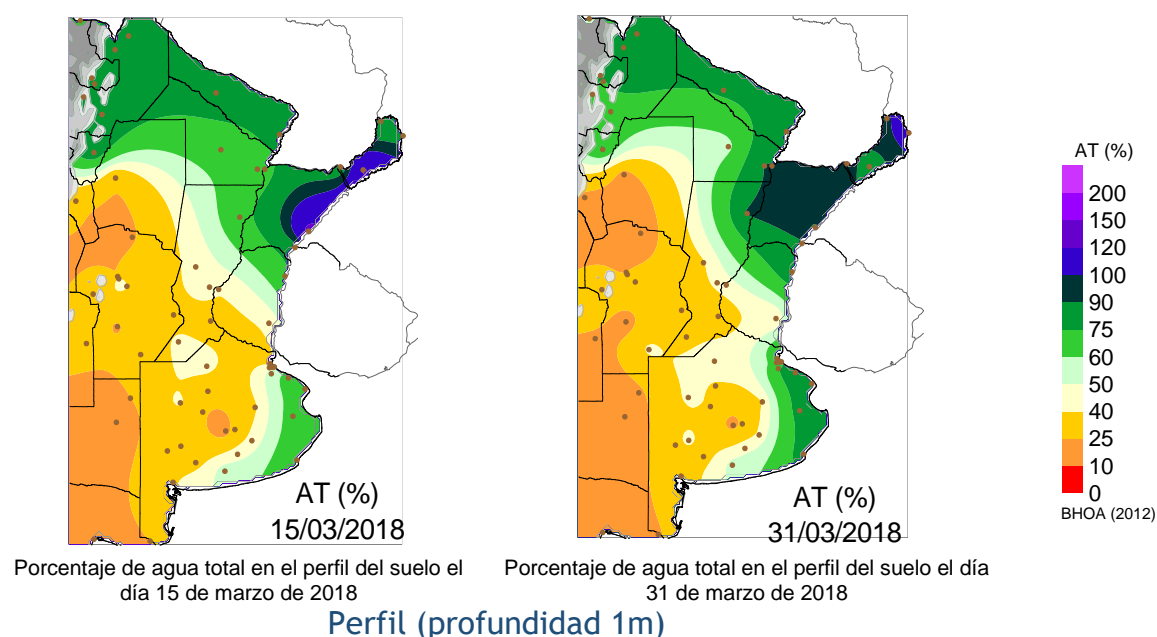 AT (%)
15/03/2018
AT (%)
31/03/2018
AT (%)
200
150
120
100
90
75
60
50
40
25
10
0
BHOA (2012)
Porcentaje de agua total en el perfil del suelo el
día 15 de marzo de 2018
Porcentaje de agua total en el perfil del suelo el día
31 de marzo de 2018
Perfil (profundidad 1m)